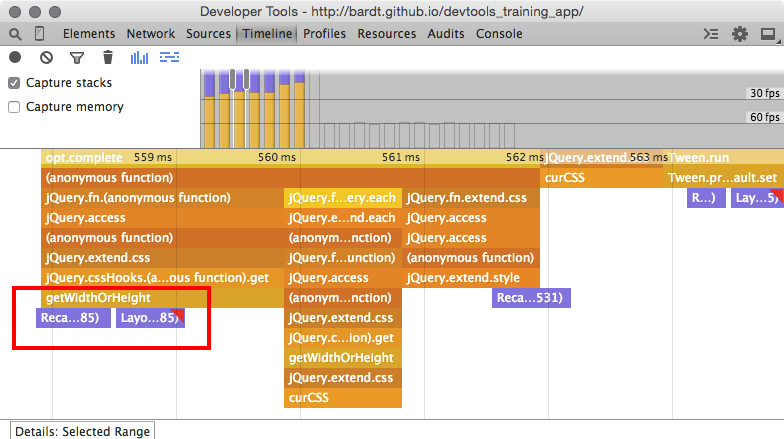 Developer Tools - http://bardt.github.io/devtools_training_app/
Elements Network Sources Timeline Profiles Resources Audits Console
Capture stacks
Capture memory
30 fps
60 fps
559 ms 560 ms 561 ms 562 ms 563 ms
opt.complete jQuery.extend. Tween.run
(anonymous function) curCSS Tween.pr...ault.set
jQuery.fn.(anonymous function) jQuery.f...ery.each jQuery.fn.extend.css R...) Lay...5)
jQuery.access jQuery.e...nd.each jQuery.access
(anonymous function) (anonym...nction) jQuery.access
jQuery.extend.css jQuery.f...unction) (anonymous function)
jQuery.cssHooks.(a...ous function).get jQuery.access jQuery.extend.style
getWidthOrHeight (anonym...nction) Reca...531)
Reca...85) Layo...85) jQuery.extend.css
jQuery.c...ion).get
getWidthOrHeight
jQuery.extend.css
curCSS
Details: Selected Range